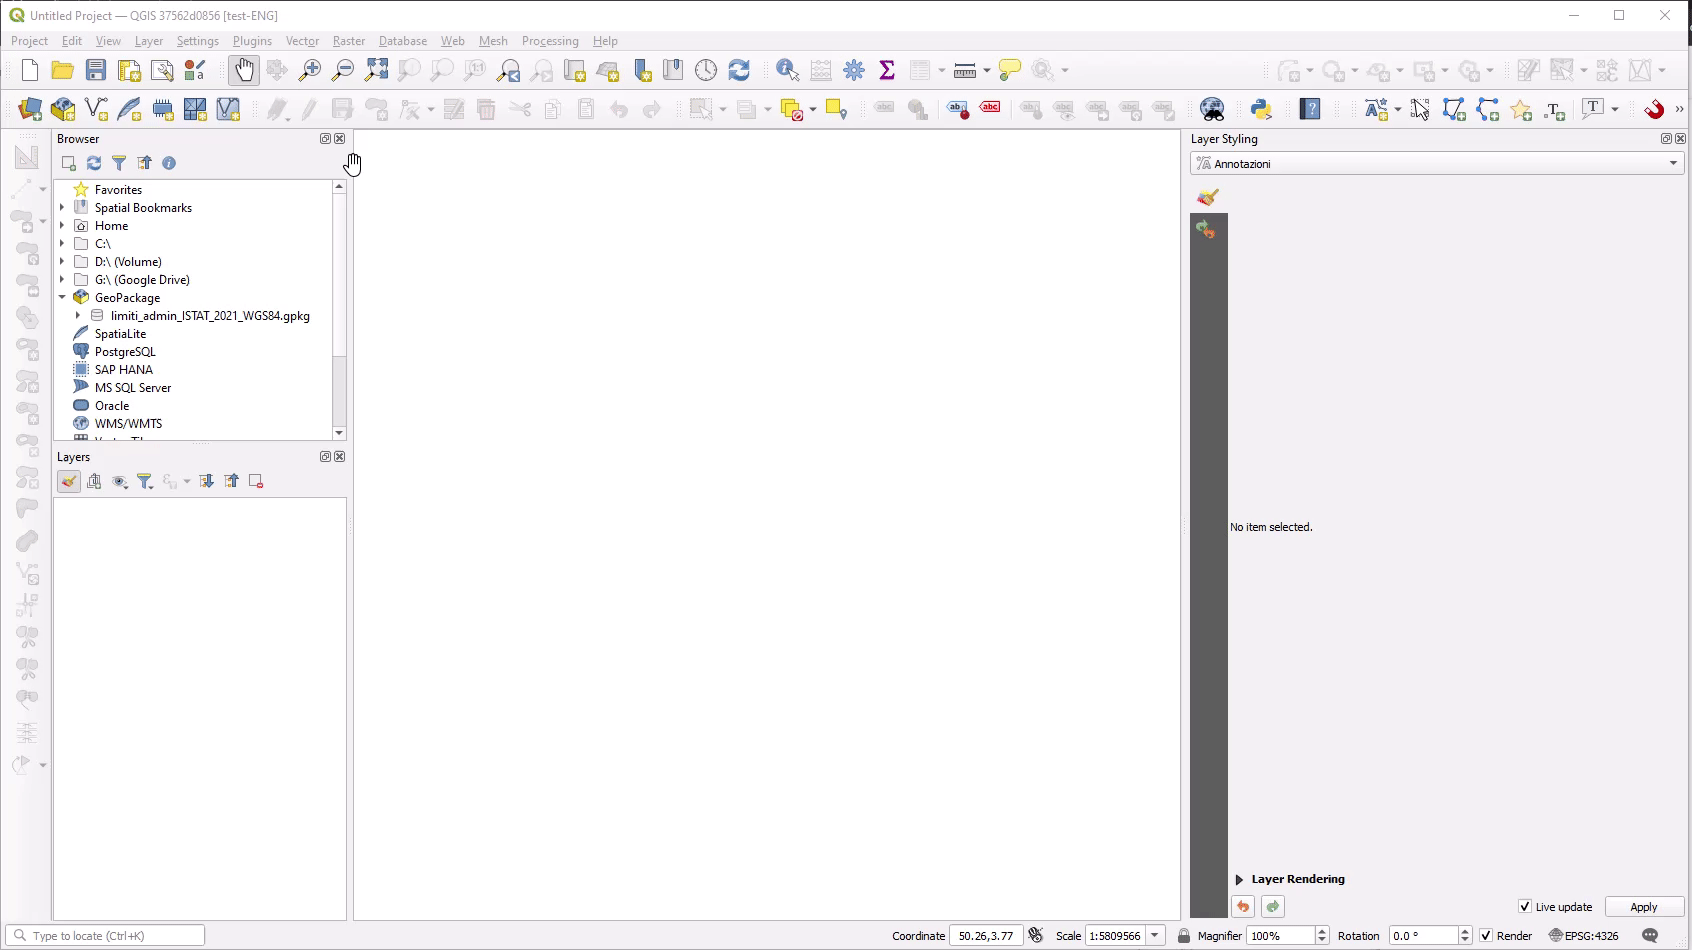 Untitled Project — QGIS 37562d0856 [test-ENG]
Project Edit View Layer Settings Plugins Vector Raster Database Web Mesh Processing Help
Browser
Favorites
Spatial Bookmarks
Home
C:\
D:\ (Volume)
G:\ (Google Drive)
GeoPackage
limiti_admin_ISTAT_2021_WGS84.gpkg
SpatiaLite
PostgreSQL
SAP HANA
MS SQL Server
Oracle
WMS/WMTS
Layers
Layer Styling
Annotazioni
No item selected.
Layer Rendering
Live update Apply
Type to locate (Ctrl+K) Coordinate 50.26,3.77 Scale 1:5809566 Magnifier 100% Rotation 0.0 ° Render EPSG:4326